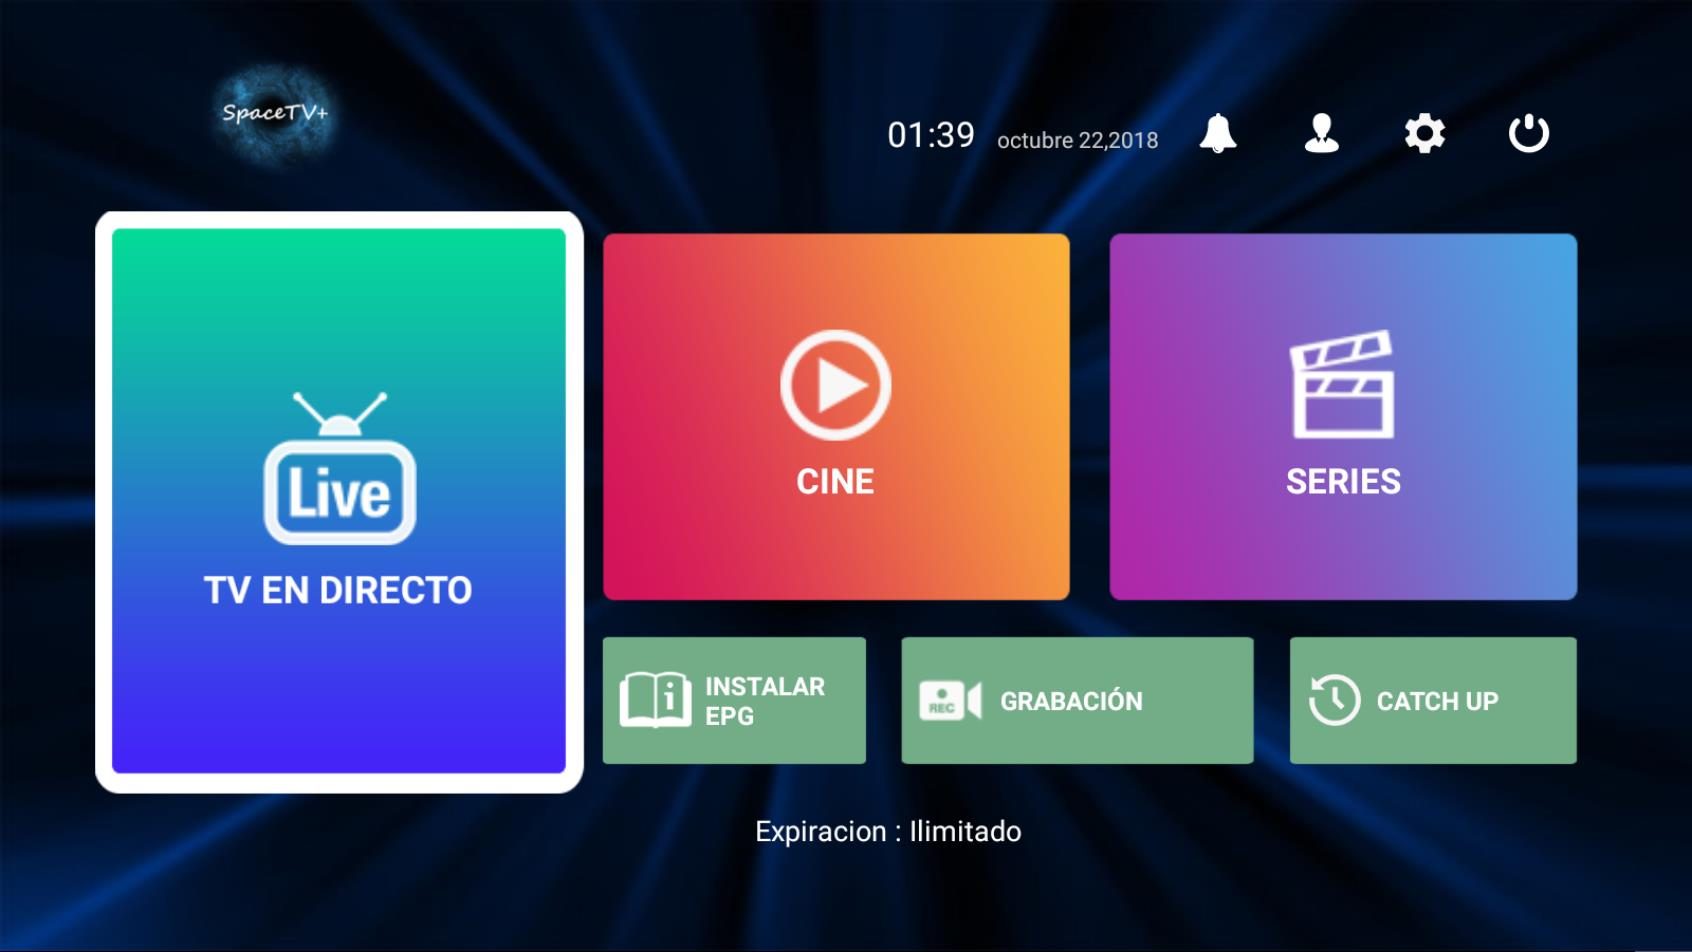 SpaceTV+
01:39 octubre 22,2018
Live
TV EN DIRECTO
CINE
SERIES
INSTALAR
EPG
REC
GRABACIÓN
CATCH UP
Expiracion : Ilimitado